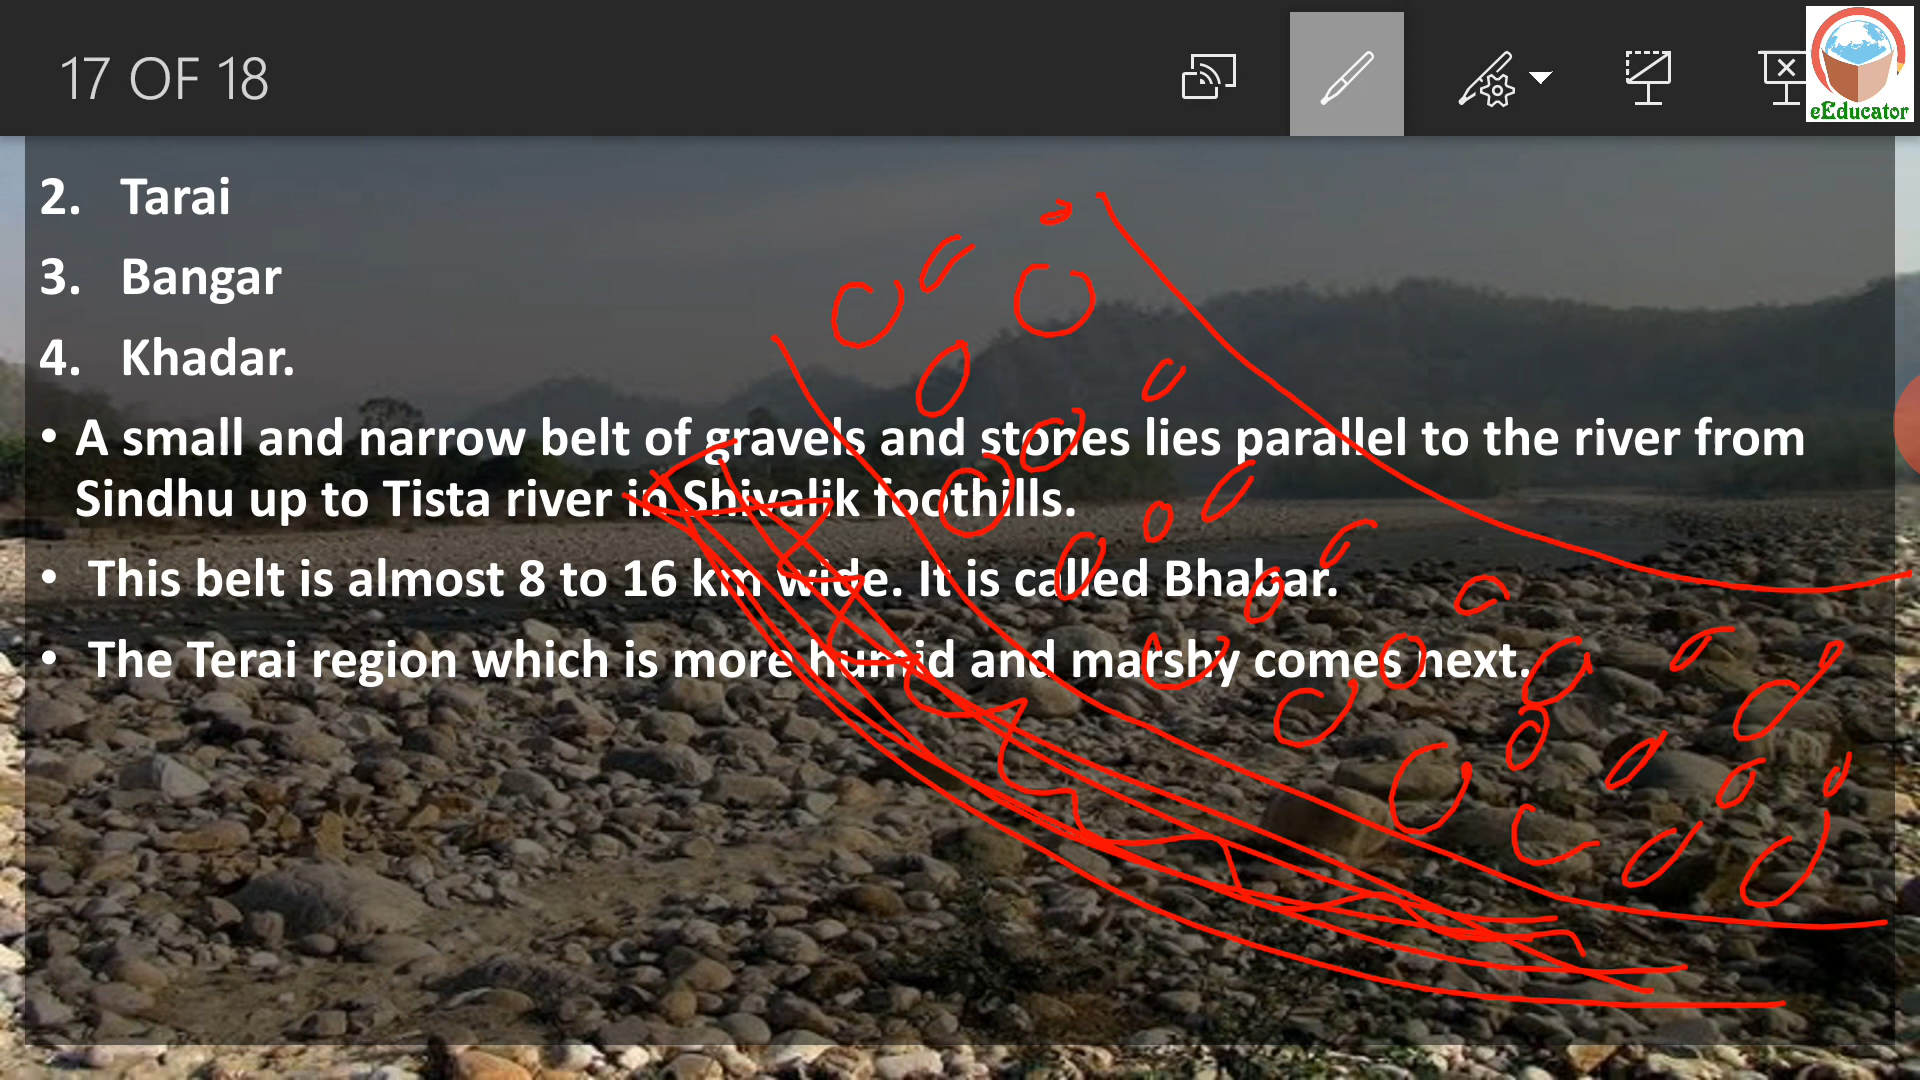 17 OF 18
eEducator
2. Tarai
3. Bangar
4. Khadar.
• A small and narrow belt of gravels and stones lies parallel to the river from
Sindhu up to Tista river in Shivalik foothills.
• This belt is almost 8 to 16 km wide. It is called Bhabar.
• The Terai region which is more humid and marshy comes next.